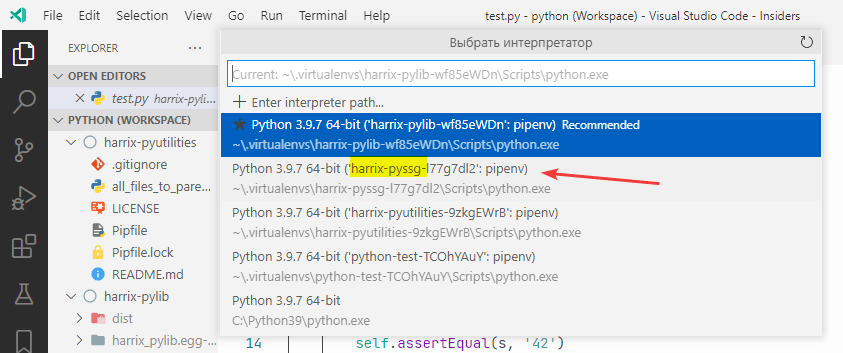 File
Edit
Selection
View
Go
test.py - python (Workspace) - Visual Studio Code - Insiders
EXPLORER
OPEN EDITORS
test.py harrix-pyli...
PYTHON (WORKSPACE)
harrix-pyutilities
.gitignore
all_files_to_pare...
LICENSE
Pipfile
Pipfile.lock
README.md
harrix-pylib
dist
harrix_pylib.egg-...
Выбрать интерпретатор
Current: ~\.virtualenvs\harrix-pylib-wf85eWDn\Scripts\python.exe
Enter interpreter path...
Python 3.9.7 64-bit ('harrix-pylib-wf85eWDn': pipenv) Recommended
~\.virtualenvs\harrix-pylib-wf85eWDn\Scripts\python.exe
Python 3.9.7 64-bit ('harrix-pyssg-l77g7dl2': pipenv)
~\.virtualenvs\harrix-pyssg-l77g7dl2\Scripts\python.exe
Python 3.9.7 64-bit ('harrix-pyutilities-9zkgEWrB': pipenv)
~\.virtualenvs\harrix-pyutilities-9zkgEWrB\Scripts\python.exe
Python 3.9.7 64-bit ('python-test-TCOhYAuY': pipenv)
~\.virtualenvs\python-test-TCOhYAuY\Scripts\python.exe
Python 3.9.7 64-bit
C:\Python39\python.exe
14 self.assertEqual(s, '42')